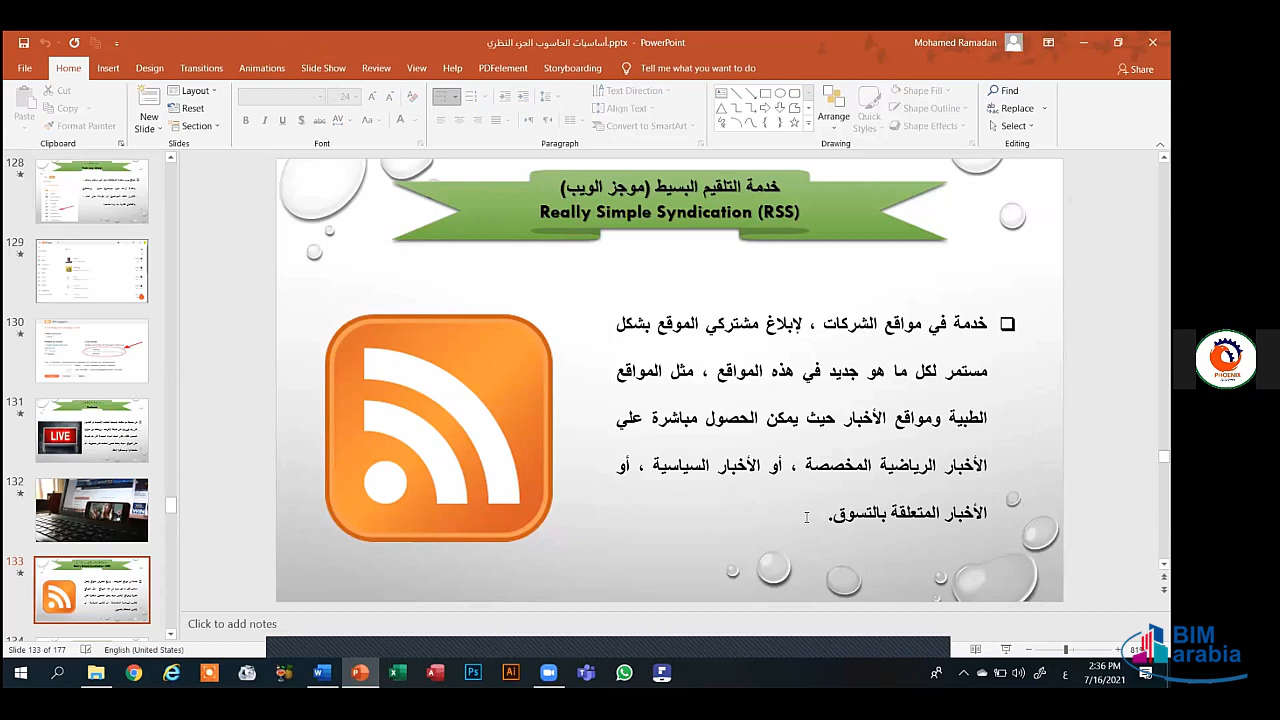 أساسيات الحاسوب الجزء النظري.pptx - PowerPoint
Mohamed Ramadan
File Home Insert Design Transitions Animations Slide Show Review View Help PDFelement Storyboarding Tell me what you want to do
Share
Paste
Cut
Copy
Format Painter
Clipboard
New Slide
Layout
Reset
Section
Slides
24
B I U S abc AV Aa A
Font
Text Direction
Align Text
Convert to SmartArt
Paragraph
Arrange
Quick Styles
Shape Fill
Shape Outline
Shape Effects
Drawing
Find
Replace
Select
Editing
128
129
130
131
LIVE
132
133
خدمة التلقيم البسيط (موجز الويب)
Really Simple Syndication (RSS)
خدمة في مواقع الشركات ، لإبلاغ مشتركي الموقع بشكل
مستمر لكل ما هو جديد في هذه المواقع ، مثل المواقع
الطبية ومواقع الأخبار حيث يمكن الحصول مباشرة علي
الأخبار الرياضية المخصصة ، أو الأخبار السياسية ، أو
الأخبار المتعلقة بالتسوق.
Click to add notes
Slide 133 of 177
English (United States)
PHOENIX
BIM
arabia
2:36 PM
7/16/2021